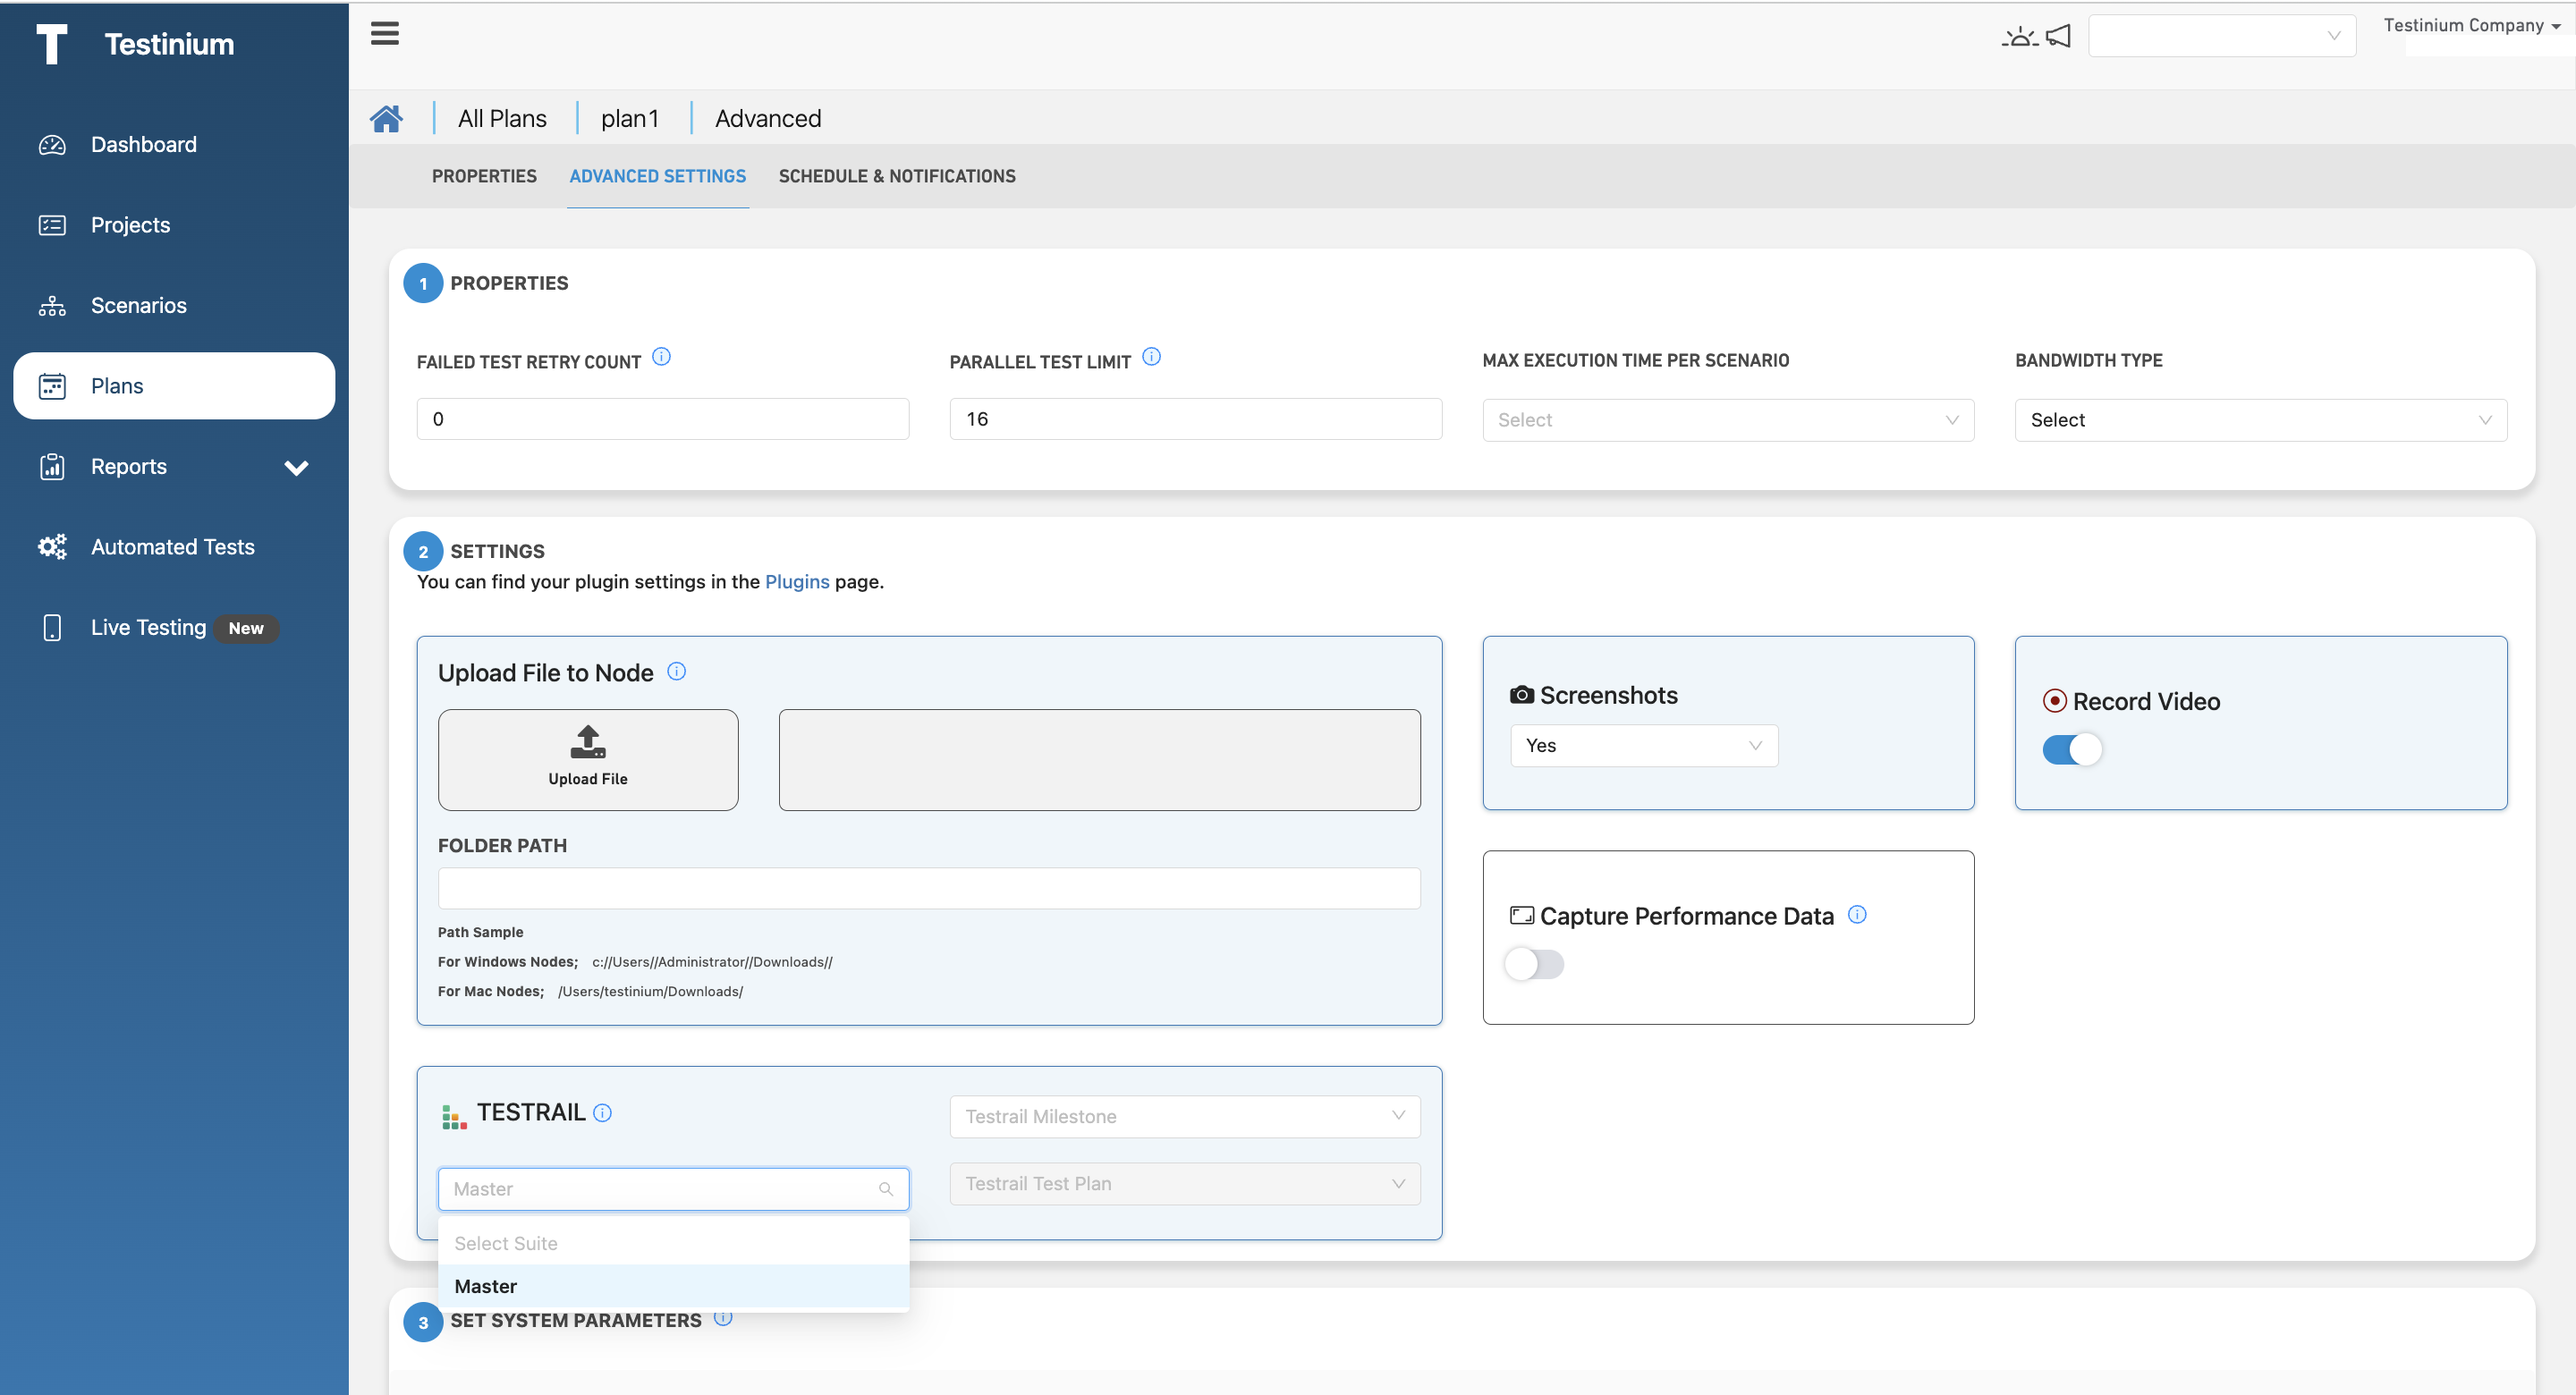 Testinium
Testinium Company
All Plans
plan1
Advanced
PROPERTIES
ADVANCED SETTINGS
SCHEDULE & NOTIFICATIONS
Dashboard
Projects
Scenarios
Plans
Reports
Automated Tests
Live Testing New
1 PROPERTIES
FAILED TEST RETRY COUNT
PARALLEL TEST LIMIT
MAX EXECUTION TIME PER SCENARIO
BANDWIDTH TYPE
0
16
Select
Select
2 SETTINGS
You can find your plugin settings in the Plugins page.
Upload File to Node
Upload File
FOLDER PATH
Path Sample
For Windows Nodes; c://Users//Administrator//Downloads//
For Mac Nodes; /Users/testinium/Downloads/
Screenshots
Yes
Record Video
Capture Performance Data
TESTRAIL
Testrail Milestone
Master
Testrail Test Plan
Select Suite
Master
3 SET SYSTEM PARAMETERS